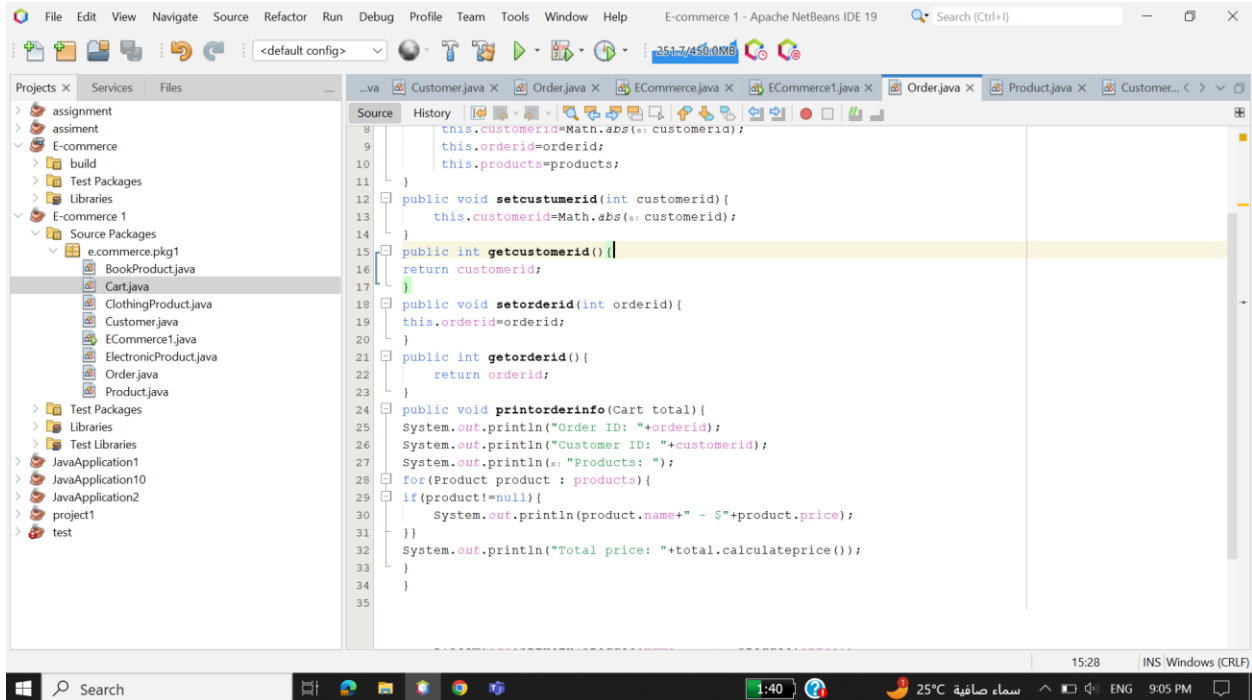 File Edit View Navigate Source Refactor Run Debug Profile Team Tools Window Help E-commerce 1 - Apache NetBeans IDE 19 Search (Ctrl+I)
<default config> 251.7/450.0MB
Projects Services Files
...va Customer.java Order.java ECommerce.java ECommerce1.java Order.java Product.java Customer...
Source History
assignment
assiment
E-commerce
build
Test Packages
Libraries
E-commerce 1
Source Packages
e.commerce.pkg1
BookProduct.java
Cart.java
ClothingProduct.java
Customer.java
ECommerce1.java
ElectronicProduct.java
Order.java
Product.java
Test Packages
Libraries
Test Libraries
JavaApplication1
JavaApplication10
JavaApplication2
project1
test
8 this.customerid=Math.abs(a: customerid);
9 this.orderid=orderid;
10 this.products=products;
11 }
12 public void setcustumerid(int customerid){
13 this.customerid=Math.abs(a: customerid);
14 }
15 public int getcustomerid(){
16 return customerid;
17 }
18 public void setorderid(int orderid){
19 this.orderid=orderid;
20 }
21 public int getorderid(){
22 return orderid;
23 }
24 public void printorderinfo(Cart total){
25 System.out.println("Order ID: "+orderid);
26 System.out.println("Customer ID: "+customerid);
27 System.out.println(x: "Products: ");
28 for(Product product : products){
29 if(product!=null){
30 System.out.println(product.name+" - $"+product.price);
31 }}
32 System.out.println("Total price: "+total.calculateprice());
33 }
34 }
35
15:28 INS Windows (CRLF)
Search 1:40 1 25°C سماء صافية ENG 9:05 PM